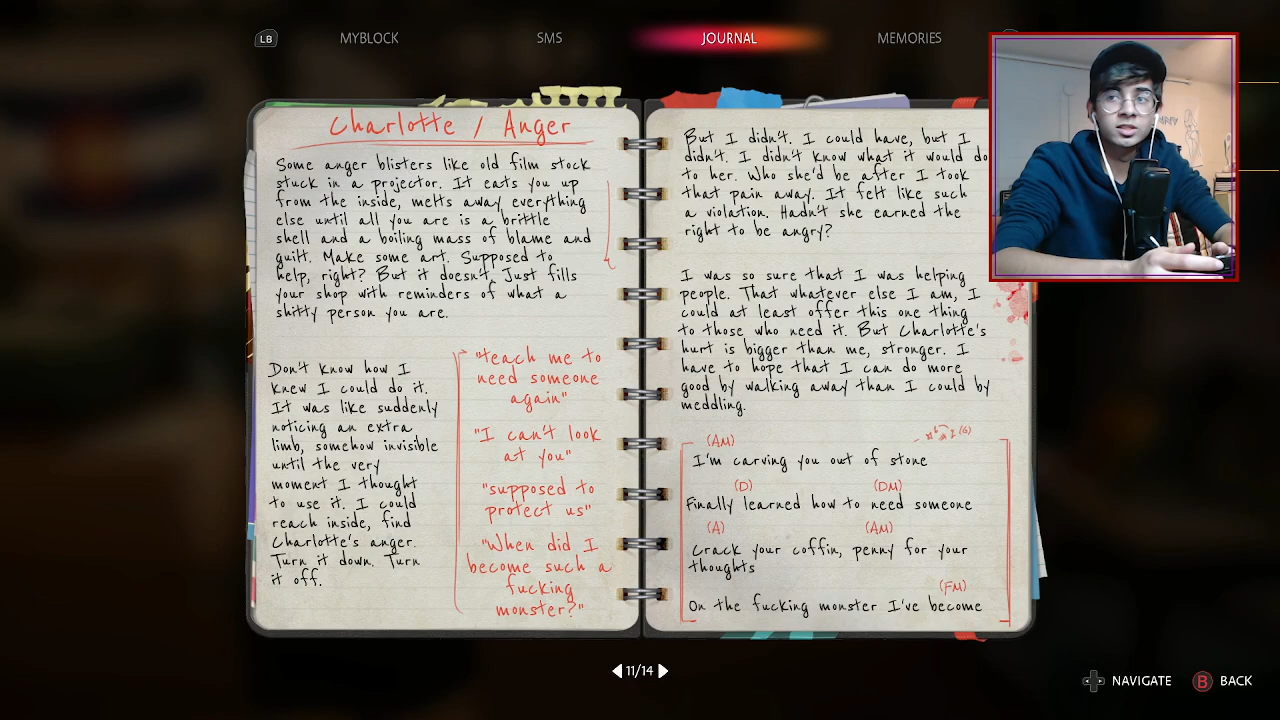 LB
MYBLOCK
SMS
JOURNAL
MEMORIES
Charlotte / Anger
Some anger blisters like old film stock
stuck in a projector. It eats you up
from the inside, melts away everything
else until all you are is a brittle
shell and a boiling mass of blame and
guilt. Make some art. Supposed to
help, right? But it doesn't. Just fills
your shop with reminders of what a
shitty person you are.
Don't know how I
knew I could do it.
It was like suddenly
noticing an extra
limb, somehow invisible
until the very
moment I thought
to use it. I could
reach inside, find
Charlotte's anger.
Turn it down. Turn
it off.
"teach me to
need someone
again"
"I can't look
at you"
"supposed to
protect us"
"When did I
become such a
fucking
monster?"
But I didn't. I could have, but I
didn't. I didn't know what it would do
to her. Who she'd be after I took
that pain away. It felt like such
a violation. Hadn't she earned the
right to be angry?
I was so sure that I was helping
people. That whatever else I am, I
could at least offer this one thing
to those who need it. But Charlotte's
hurt is bigger than me, stronger. I
have to hope that I can do more
good by walking away than I could by
meddling.
(AM)
I'm carving you out of stone
(D) (DM)
Finally learned how to need someone
(A) (AM)
Crack your coffin, penny for your
thoughts
(FM)
On the fucking monster I've become
11/14
NAVIGATE
B BACK